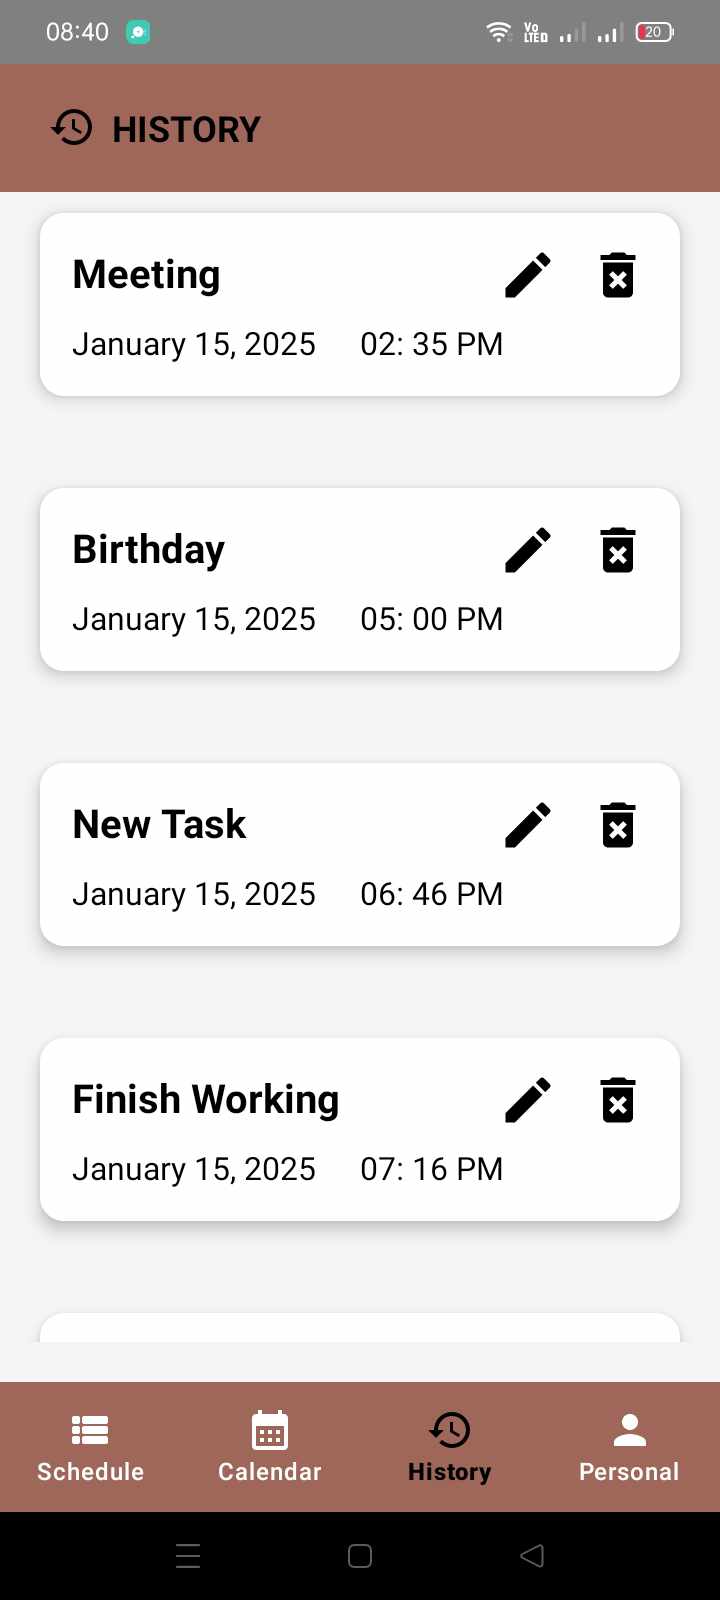 08:40
Vo
LTE D
20
HISTORY
Meeting
January 15, 2025 02: 35 PM
Birthday
January 15, 2025 05: 00 PM
New Task
January 15, 2025 06: 46 PM
Finish Working
January 15, 2025 07: 16 PM
Schedule Calendar History Personal